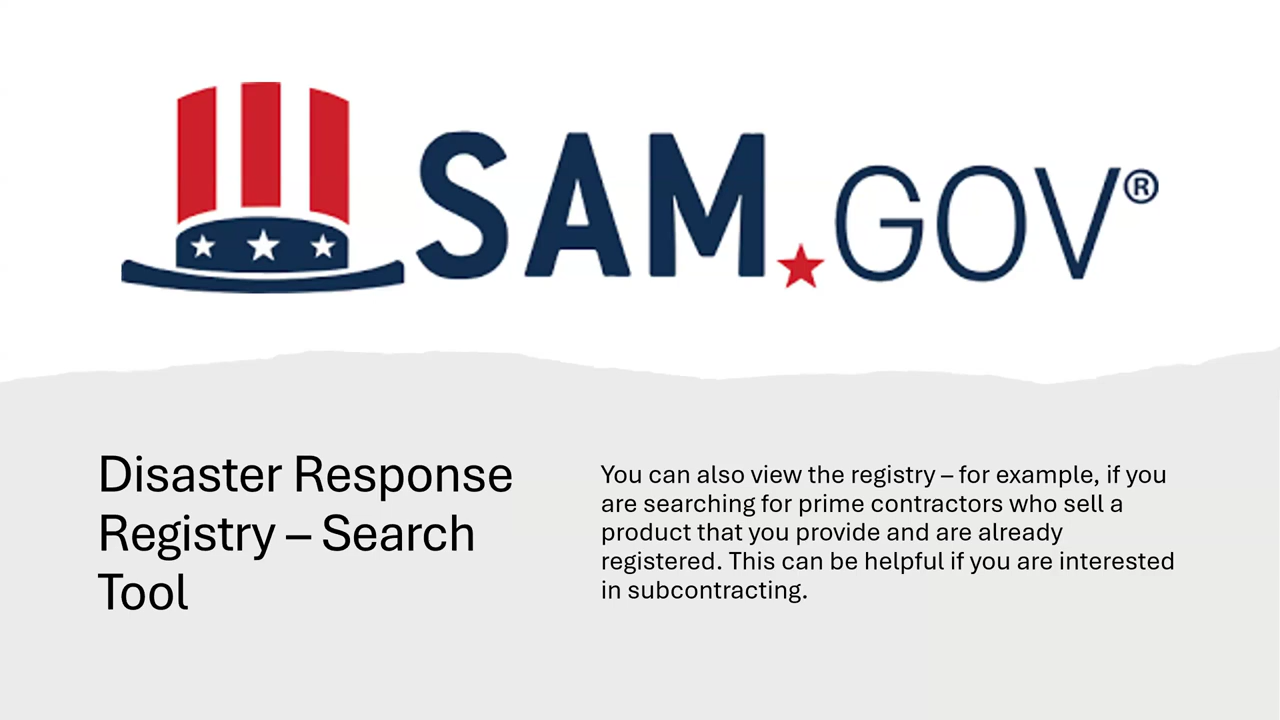 SAM.GOV®
Disaster Response
Registry – Search
Tool
You can also view the registry – for example, if you
are searching for prime contractors who sell a
product that you provide and are already
registered. This can be helpful if you are interested
in subcontracting.